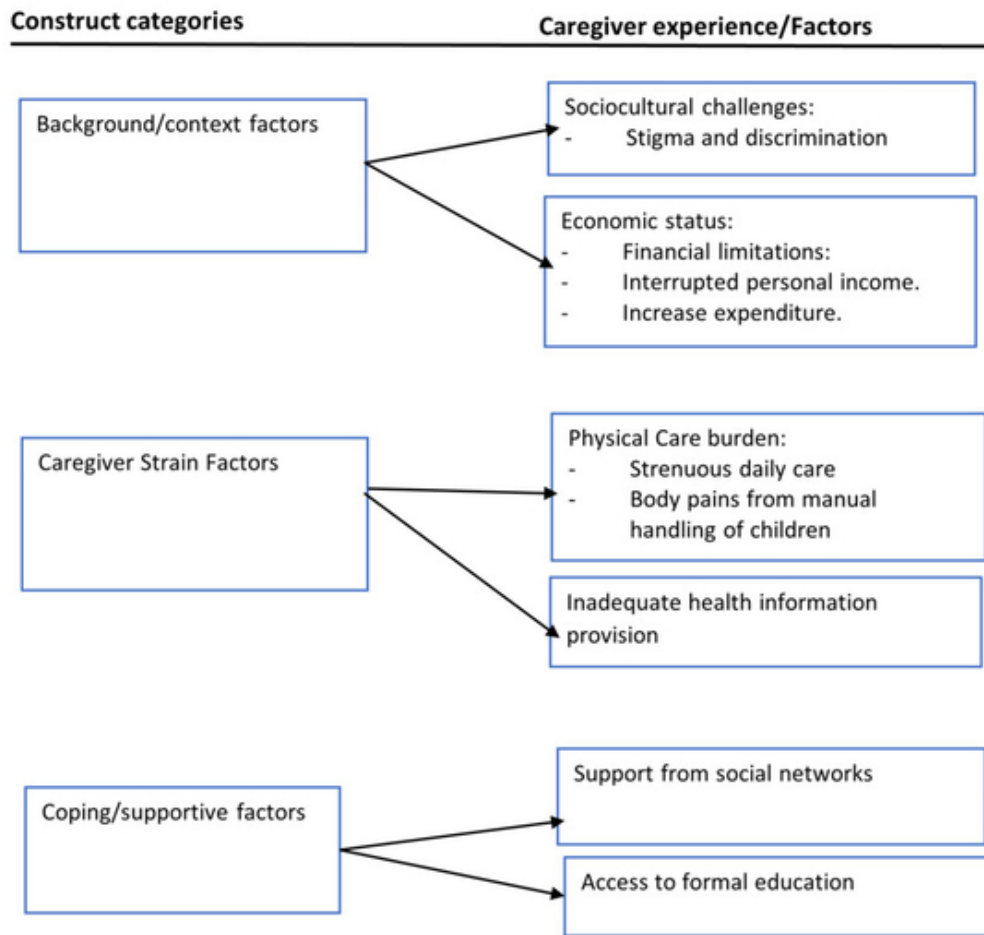 Construct categories
Caregiver experience/Factors
Background/context factors
Sociocultural challenges:
- Stigma and discrimination
Economic status:
- Financial limitations:
- Interrupted personal income.
- Increase expenditure.
Caregiver Strain Factors
Physical Care burden:
- Strenuous daily care
- Body pains from manual
handling of children
Inadequate health information
provision
Coping/supportive factors
Support from social networks
Access to formal education